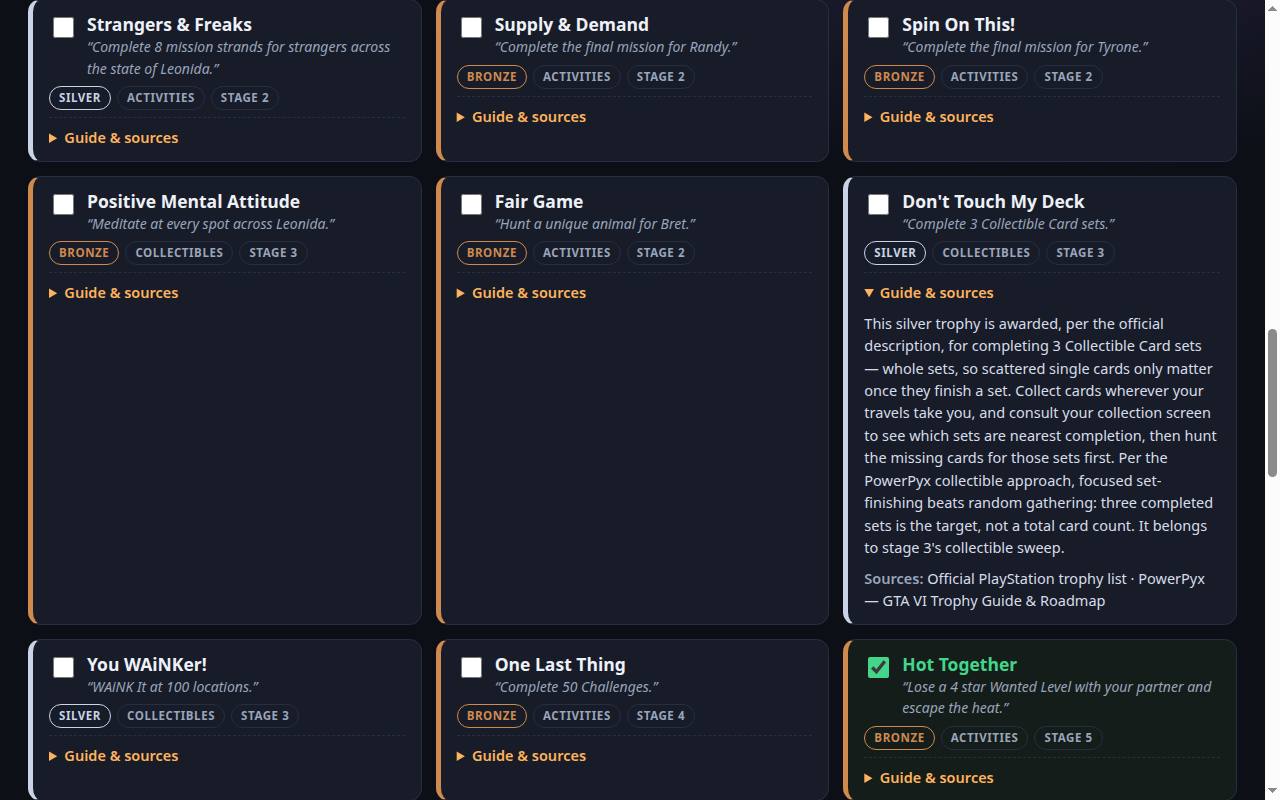 Strangers & Freaks
“Complete 8 mission strands for strangers across
the state of Leonida.”
SILVER
ACTIVITIES
STAGE 2
Guide & sources
Supply & Demand
“Complete the final mission for Randy.”
BRONZE
ACTIVITIES
STAGE 2
Guide & sources
Spin On This!
“Complete the final mission for Tyrone.”
BRONZE
ACTIVITIES
STAGE 2
Guide & sources
Positive Mental Attitude
“Meditate at every spot across Leonida.”
BRONZE
COLLECTIBLES
STAGE 3
Guide & sources
Fair Game
“Hunt a unique animal for Bret.”
BRONZE
ACTIVITIES
STAGE 2
Guide & sources
Don't Touch My Deck
“Complete 3 Collectible Card sets.”
SILVER
COLLECTIBLES
STAGE 3
Guide & sources
This silver trophy is awarded, per the official
description, for completing 3 Collectible Card sets
— whole sets, so scattered single cards only matter
once they finish a set. Collect cards wherever your
travels take you, and consult your collection screen
to see which sets are nearest completion, then hunt
the missing cards for those sets first. Per the
PowerPyx collectible approach, focused set-
finishing beats random gathering: three completed
sets is the target, not a total card count. It belongs
to stage 3's collectible sweep.
Sources: Official PlayStation trophy list · PowerPyx
— GTA VI Trophy Guide & Roadmap
You WAiNKer!
“WAiNK It at 100 locations.”
SILVER
COLLECTIBLES
STAGE 3
Guide & sources
One Last Thing
“Complete 50 Challenges.”
BRONZE
ACTIVITIES
STAGE 4
Guide & sources
Hot Together
“Lose a 4 star Wanted Level with your partner and
escape the heat.”
BRONZE
ACTIVITIES
STAGE 5
Guide & sources